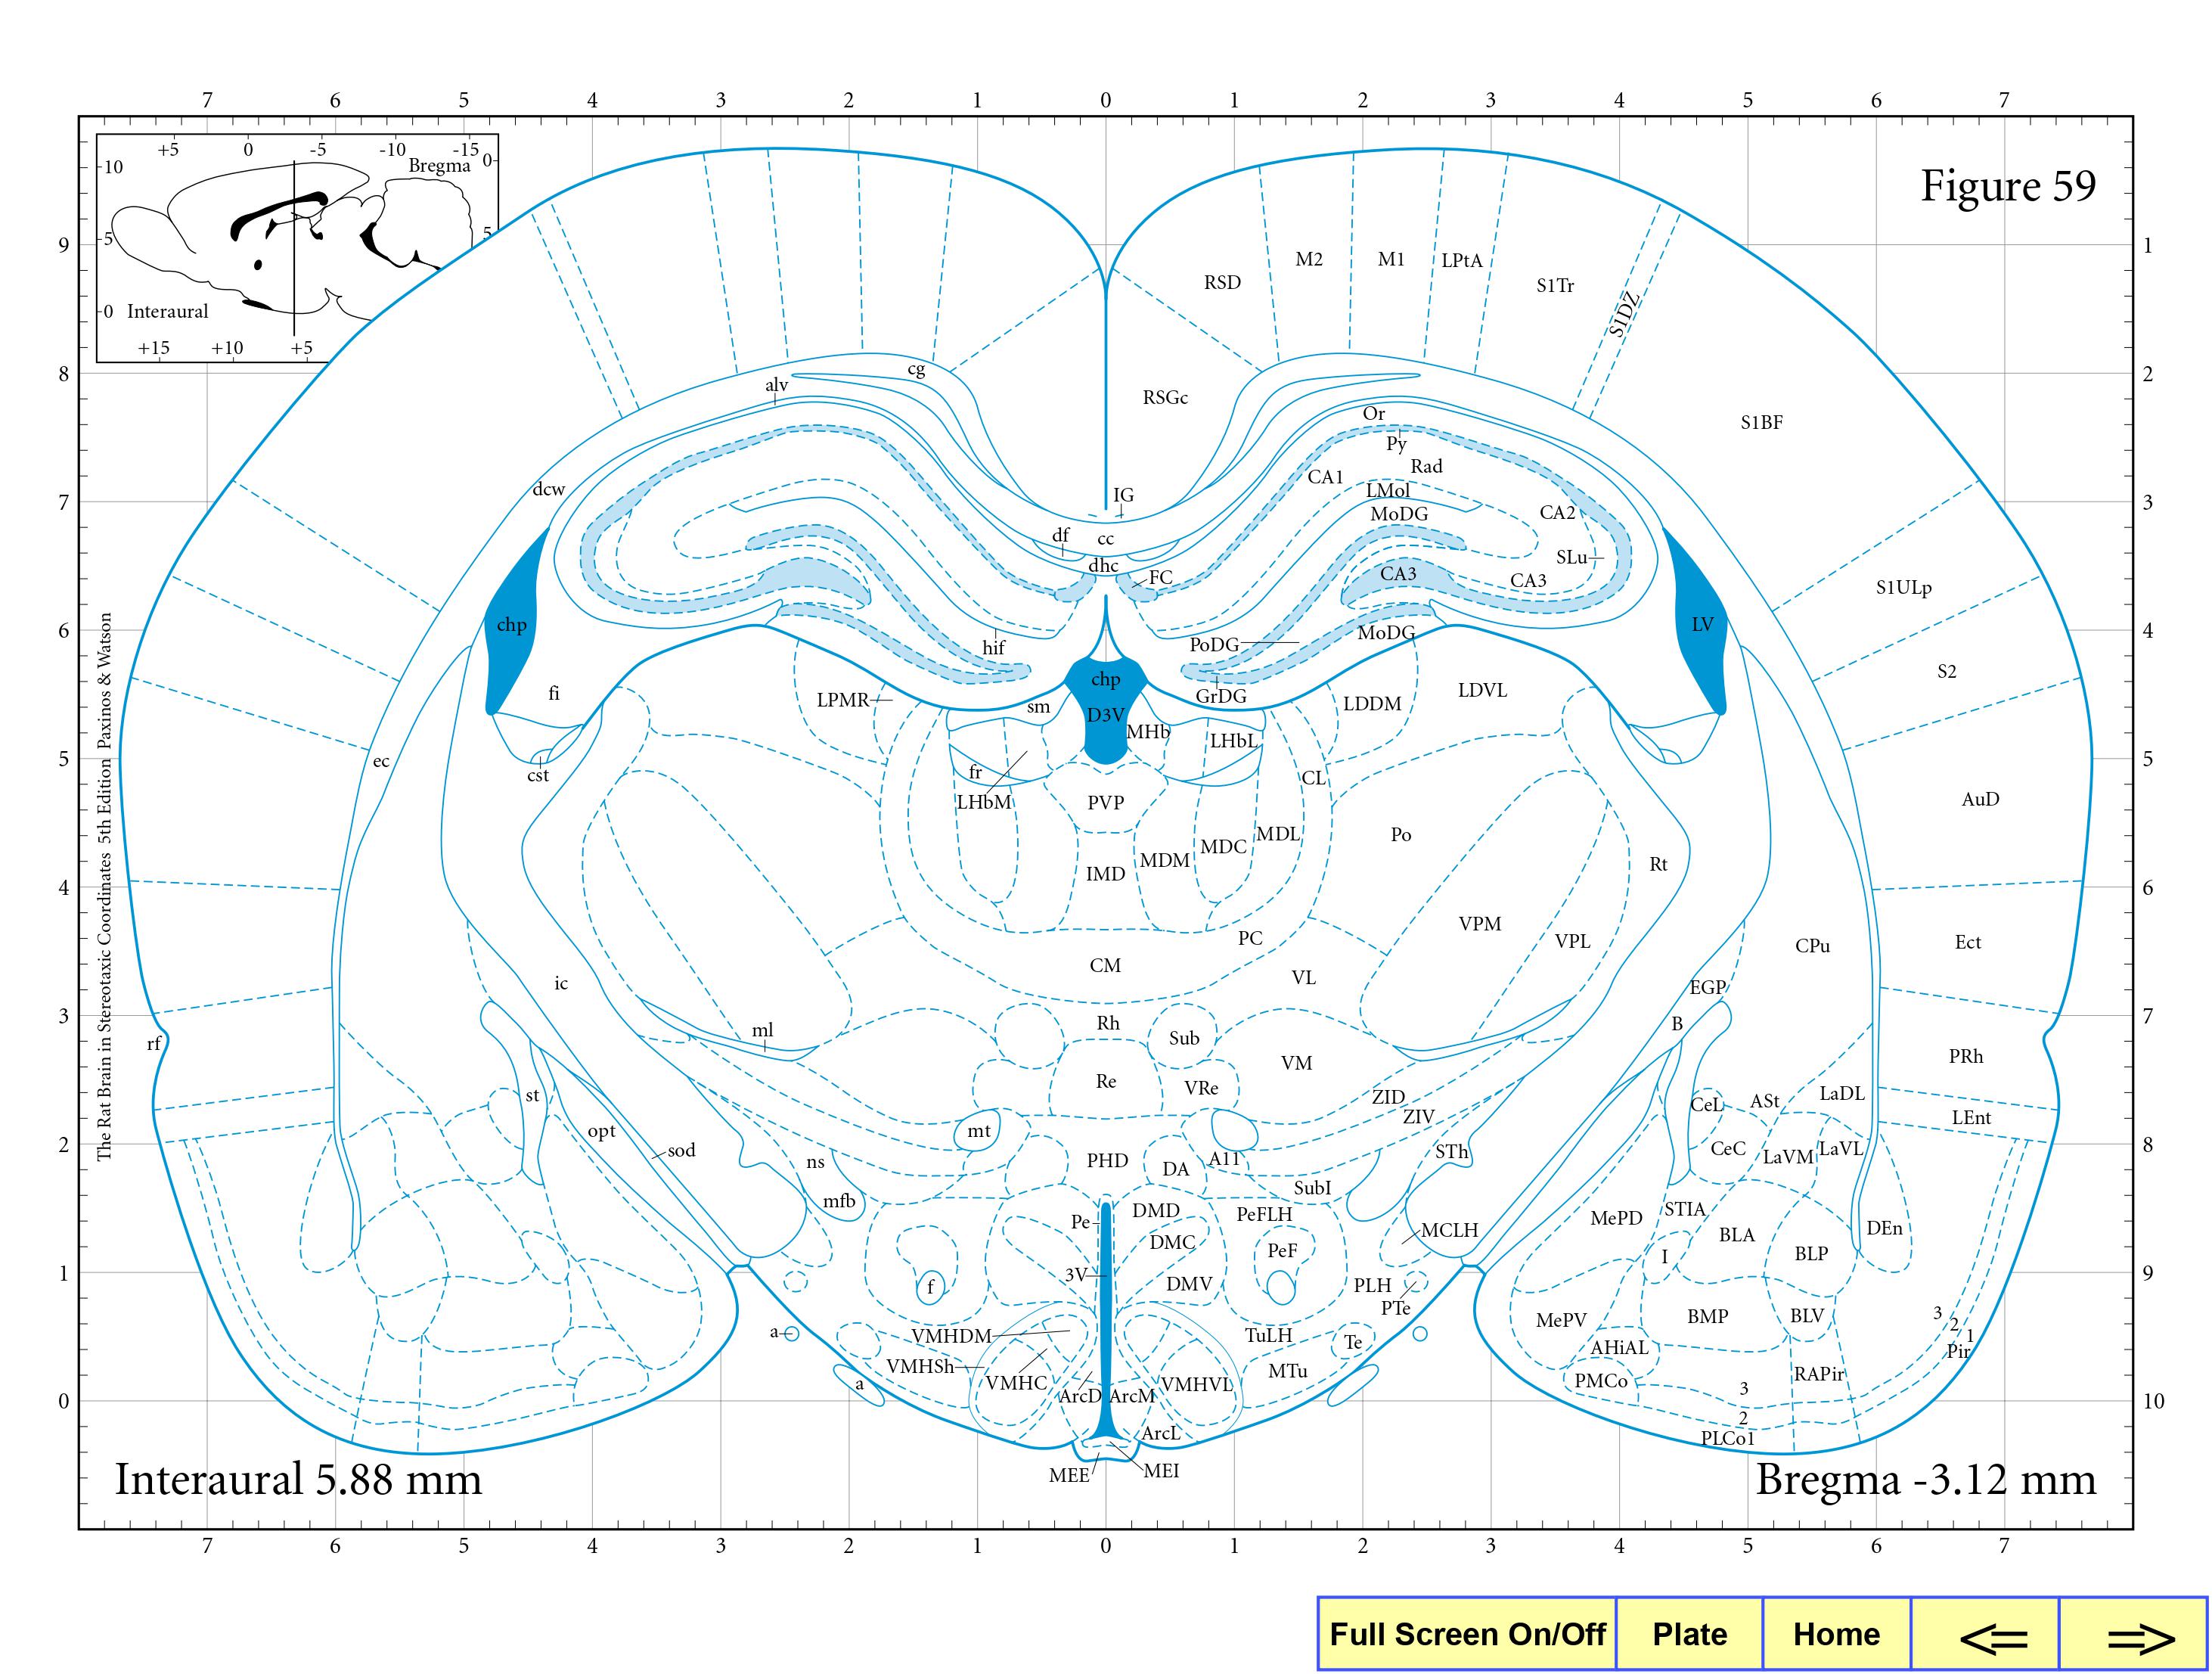 7 6 5 4 3 2 1 0 1 2 3 4 5 6 7
+5 0 -5 -10 -15
Bregma
0
10
5
5
0 Interaural
+15 +10 +5
Figure 59
9 1
M2 M1 LPtA
RSD
S1Tr
S1DZ
8 2
cg
alv
RSGc
Or
S1BF
Py
Rad
CA1
dcw
LMol
IG
7 3
MoDG
CA2
df
cc
SLu
dhc
FC
CA3
CA3
S1ULp
chp
LV
6 4
MoDG
PoDG
hif
S2
chp
fi
LDVL
GrDG
LPMR
LDDM
sm
D3V
MHb
LHbL
5 5
ec
fr
cst
CL
LHbM
PVP
AuD
MDL
Po
MDC
MDM
Rt
IMD
4 6
VPM
PC
VPL
Ect
CPu
CM
VL
ic
EGP
3 7
Rh
B
ml
Sub
rf
PRh
VM
Re
VRe
st
ZID
LaDL
CeL
ASt
ZIV
LEnt
opt
mt
2 8
sod
CeC
LaVL
STh
LaVM
ns
PHD
A11
DA
SubI
mfb
DMD
STIA
PeFLH
MePD
Pe
MCLH
DEn
BLA
DMC
PeF
BLP
I
1 9
3V
f
DMV
PLH
PTe
3
2
1
MePV
BMP
BLV
a
VMHDM
TuLH
Te
AHiAL
Pir
VMHSh
MTu
RAPir
PMCo
VMHC
a
VMHVL
3
ArcD
ArcM
0 10
2
ArcL
PLCo1
MEE
MEI
The Rat Brain in Stereotaxic Coordinates 5th Edition Paxinos & Watson
Interaural 5.88 mm
Bregma -3.12 mm
7 6 5 4 3 2 1 0 1 2 3 4 5 6 7
Full Screen On/Off Plate Home <= =>